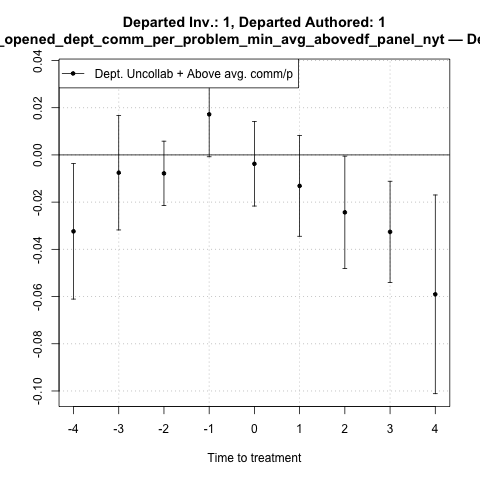 Departed Inv.: 1, Departed Authored: 1
_opened_dept_comm_per_problem_min_avg_abovedf_panel_nyt — De
Dept. Uncollab + Above avg. comm/p
0.04
0.02
0.00
-0.02
-0.04
-0.06
-0.08
-0.10
-4 -3 -2 -1 0 1 2 3 4
Time to treatment